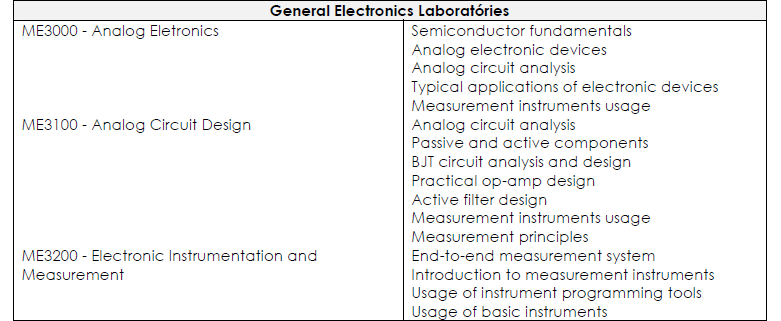 General Electronics Laboratóries
ME3000 - Analog Eletronics
Semiconductor fundamentals
Analog electronic devices
Analog circuit analysis
Typical applications of electronic devices
Measurement instruments usage
ME3100 - Analog Circuit Design
Analog circuit analysis
Passive and active components
BJT circuit analysis and design
Practical op-amp design
Active filter design
Measurement instruments usage
Measurement principles
ME3200 - Electronic Instrumentation and
Measurement
End-to-end measurement system
Introduction to measurement instruments
Usage of instrument programming tools
Usage of basic instruments